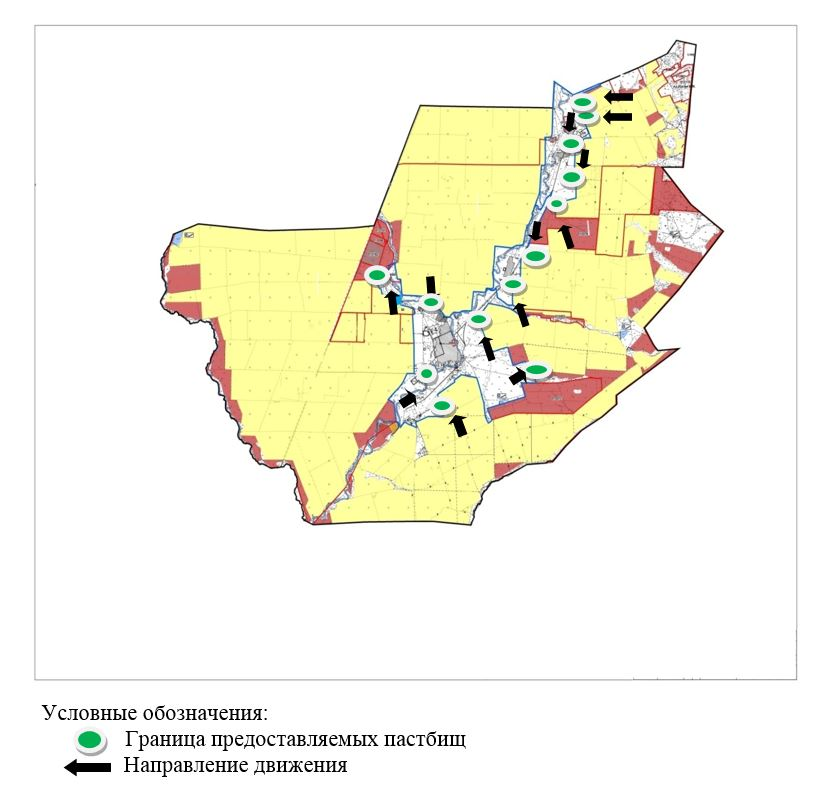 Условные обозначения:
Граница предоставляемых пастбищ
Направление движения